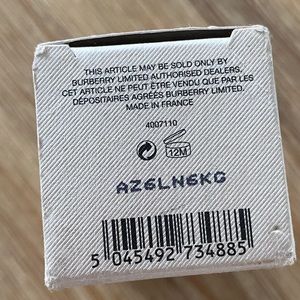 THIS ARTICLE MAY BE SOLD ONLY BY
BURBERRY LIMITED AUTHORISED DEALERS.
CET ARTICLE NE PEUT ÊTRE VENDU QUE PAR LES
DÉPOSITAIRES AGRÉÉS BURBERRY LIMITED.
MADE IN FRANCE
4007110
12M
AZ6LN6KG
5 045492 734885